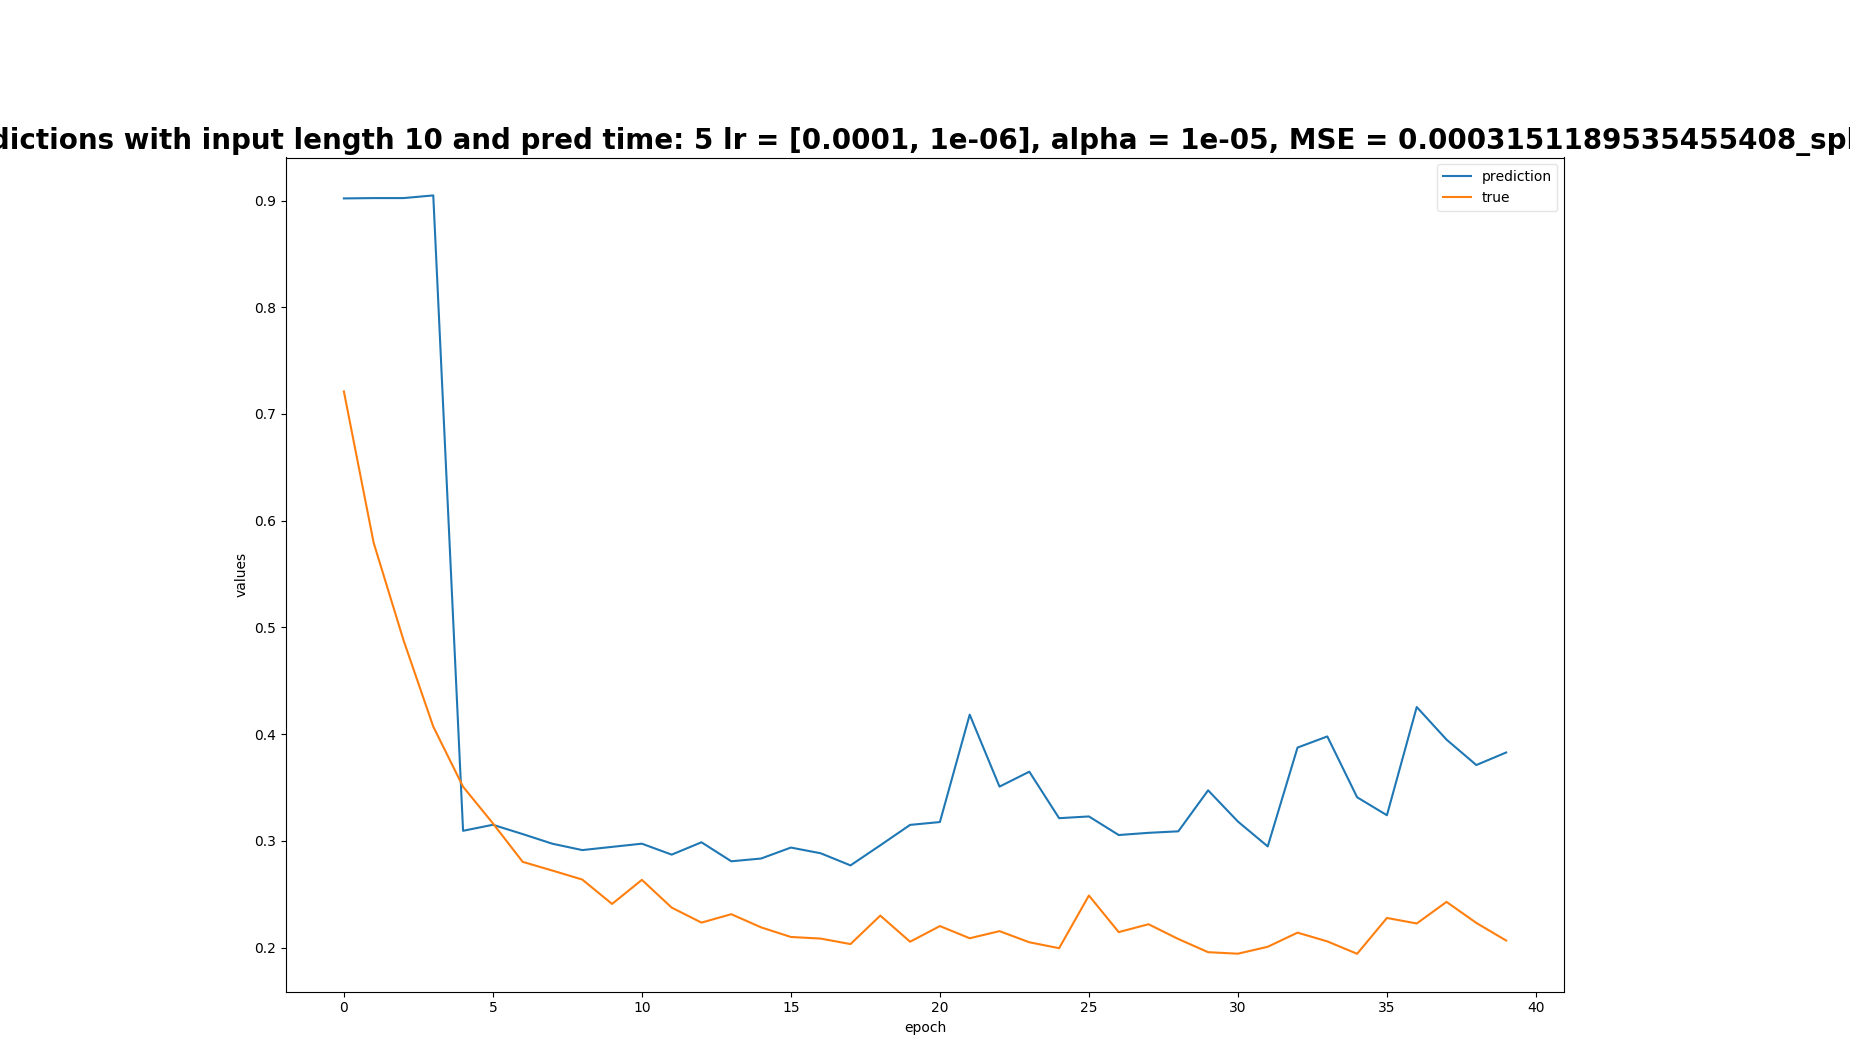 dictions with input length 10 and pred time: 5 lr = [0.0001, 1e-06], alpha = 1e-05, MSE = 0.0003151189535455408_spl
prediction
true
0.9
0.8
0.7
0.6
0.5
0.4
0.3
0.2
values
0 5 10 15 20 25 30 35 40
epoch